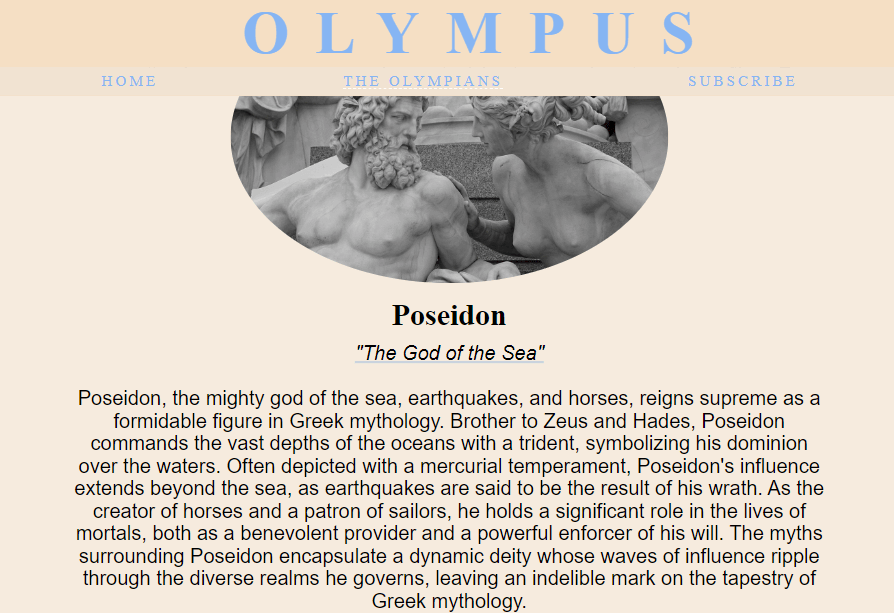 OLYMPUS
HOME THE OLYMPIANS SUBSCRIBE
Poseidon
"The God of the Sea"
Poseidon, the mighty god of the sea, earthquakes, and horses, reigns supreme as a
formidable figure in Greek mythology. Brother to Zeus and Hades, Poseidon
commands the vast depths of the oceans with a trident, symbolizing his dominion
over the waters. Often depicted with a mercurial temperament, Poseidon's influence
extends beyond the sea, as earthquakes are said to be the result of his wrath. As the
creator of horses and a patron of sailors, he holds a significant role in the lives of
mortals, both as a benevolent provider and a powerful enforcer of his will. The myths
surrounding Poseidon encapsulate a dynamic deity whose waves of influence ripple
through the diverse realms he governs, leaving an indelible mark on the tapestry of
Greek mythology.